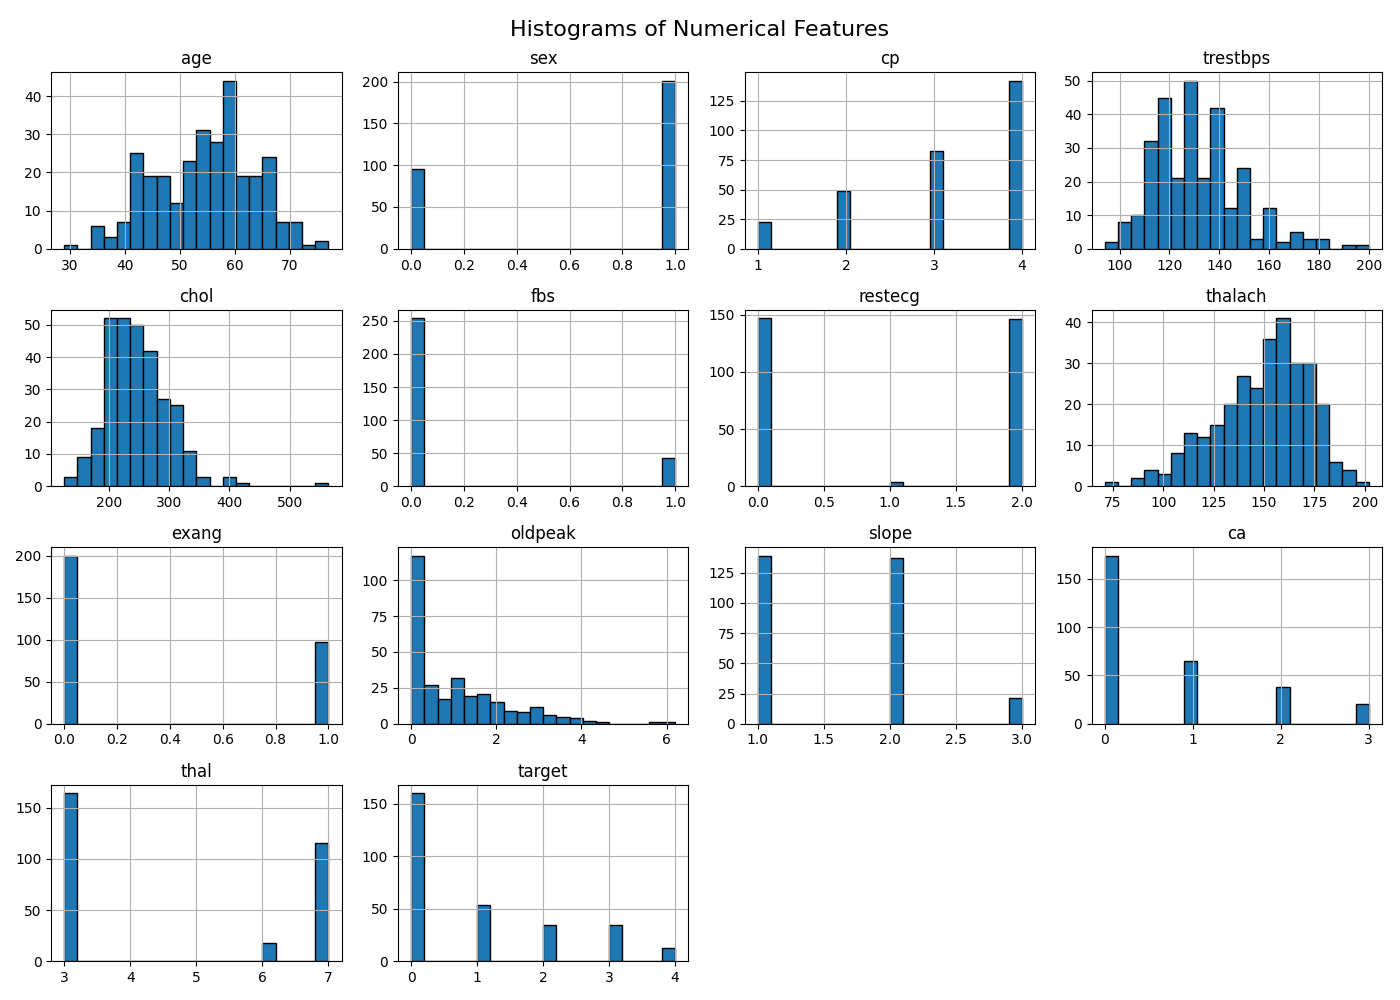 Histograms of Numerical Features
age sex cp trestbps
40 30 20 10 0
30 40 50 60 70
200 150 100 50 0
0.0 0.2 0.4 0.6 0.8 1.0
125 100 75 50 25 0
1 2 3 4
50 40 30 20 10 0
100 120 140 160 180 200
chol fbs restecg thalach
50 40 30 20 10 0
200 300 400 500
250 200 150 100 50 0
0.0 0.2 0.4 0.6 0.8 1.0
150 100 50 0
0.0 0.5 1.0 1.5 2.0
40 30 20 10 0
75 100 125 150 175 200
exang oldpeak slope ca
200 150 100 50 0
0.0 0.2 0.4 0.6 0.8 1.0
100 75 50 25 0
0 2 4 6
125 100 75 50 25 0
1.0 1.5 2.0 2.5 3.0
150 100 50 0
0 1 2 3
thal target
150 100 50 0
3 4 5 6 7
150 100 50 0
0 1 2 3 4